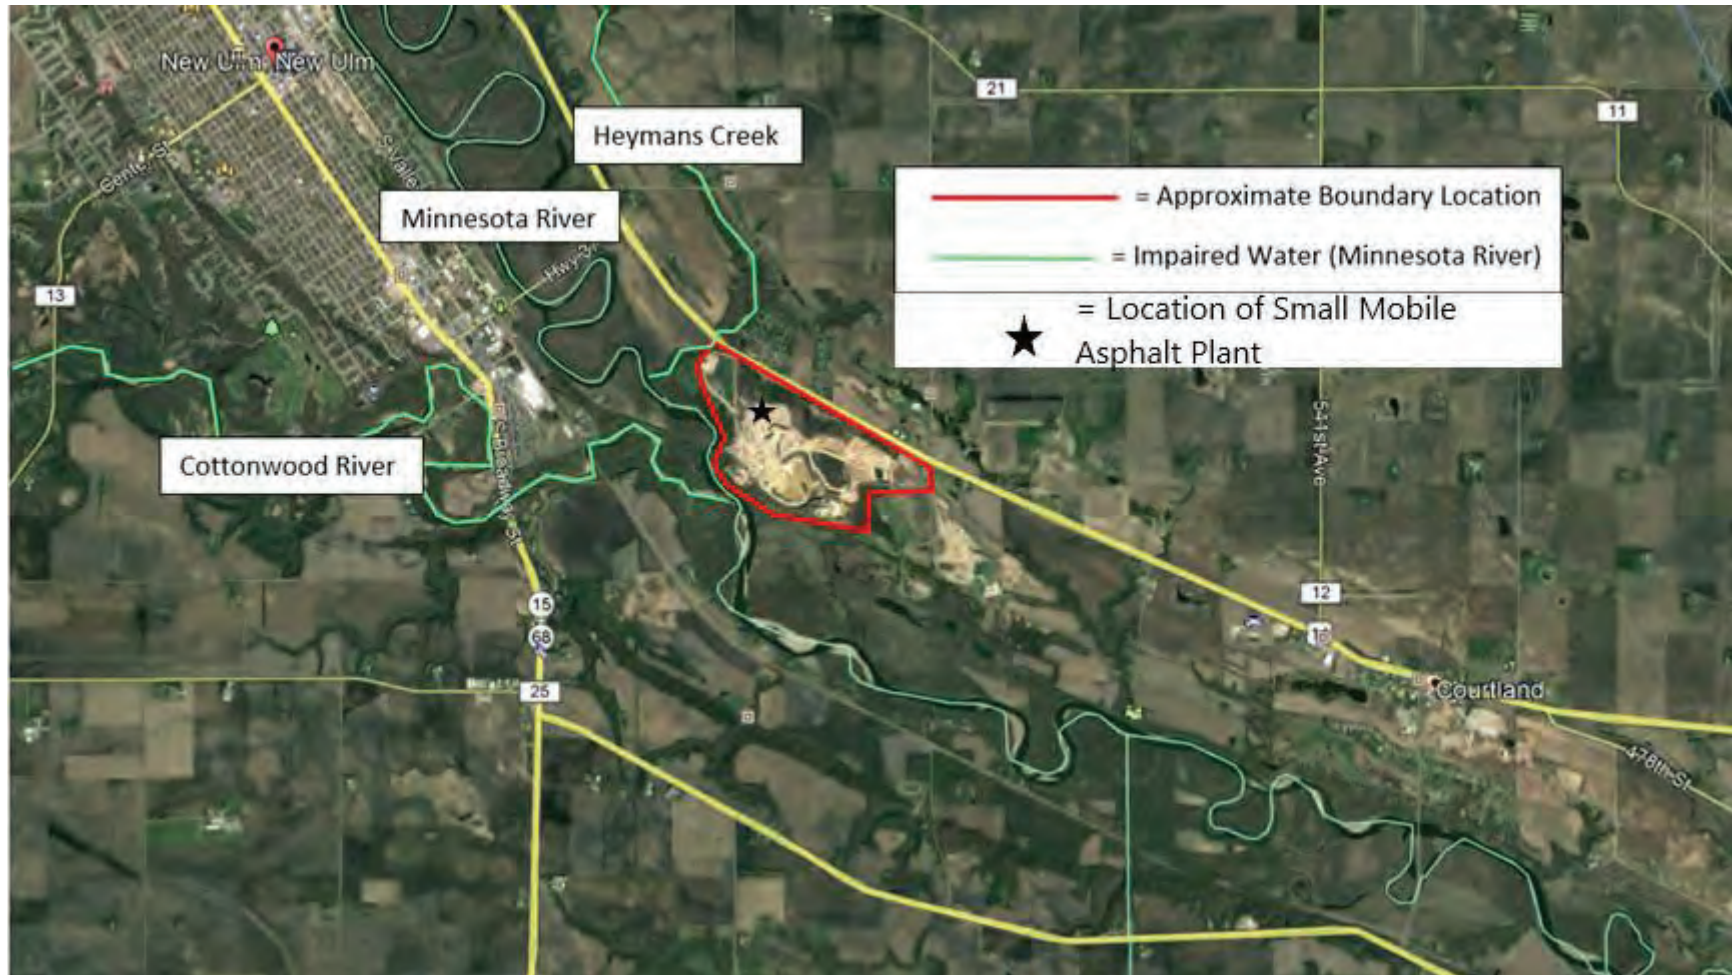 New Ulm New Ulm
Center St
S Valle
Heymans Creek
Minnesota River
Hwy 3
13
21
11
= Approximate Boundary Location
= Impaired Water (Minnesota River)
= Location of Small Mobile
Asphalt Plant
Cottonwood River
S Broadway St
541st Ave
15
68
25
12
14
Courtland
478th St